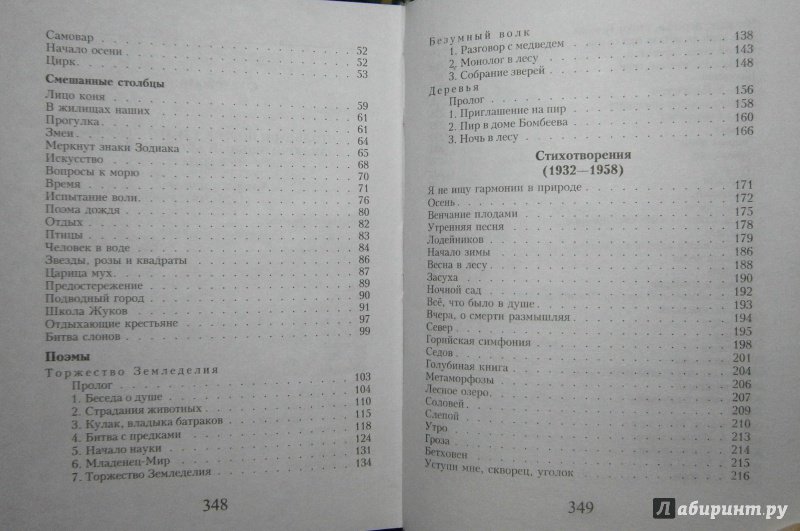 Самовар 52
Начало осени 52
Цирк 53
Смешанные столбцы
Лицо коня 59
В жилищах наших 61
Прогулка 61
Змеи 64
Меркнут знаки Зодиака 65
Искусство 68
Вопросы к морю 70
Время 71
Испытание воли 76
Поэма дождя 80
Отдых 82
Птицы 83
Человек в воде 84
Звезды, розы и квадраты 86
Царица мух 87
Предостережение 89
Подводный город 90
Школа Жуков 91
Отдыхающие крестьяне 97
Битва слонов 99
Поэмы
Торжество Земледелия
Пролог 103
1. Беседа о душе 104
2. Страдания животных 110
3. Кулак, владыка батраков 115
4. Битва с предками 118
5. Начало науки 124
6. Младенец-Мир 131
7. Торжество Земледелия 134
348
Безумный волк
1. Разговор с медведем 138
2. Монолог в лесу 143
3. Собрание зверей 148
Деревья
Пролог 156
1. Приглашение на пир 158
2. Пир в доме Бомбеева 160
3. Ночь в лесу 166
Стихотворения
(1932—1958)
Я не ищу гармонии в природе 171
Осень 172
Венчание плодами 175
Утренняя песня 178
Лодейников 179
Начало зимы 186
Весна в лесу 188
Засуха 190
Ночной сад 192
Всё, что было в душе 193
Вчера, о смерти размышляя 194
Север 195
Горийская симфония 198
Седов 201
Голубиная книга 204
Метаморфозы 206
Лесное озеро 207
Соловей 209
Слепой 210
Утро 213
Гроза 214
Бетховен 215
Уступи мне, скворец, уголок 216
349
Лабиринт.ру